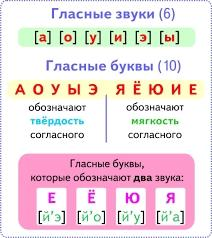 Гласные звуки (6)
[а] [о] [у] [и] [э] [ы]
Гласные буквы (10)
А О У Ы Э Я Ё Ю И Е
обозначают обозначают
твёрдость мягкость
согласного согласного
Гласные буквы,
которые обозначают два звука:
Е Ё Ю Я
[й'э] [й'о] [й'у] [й'а]